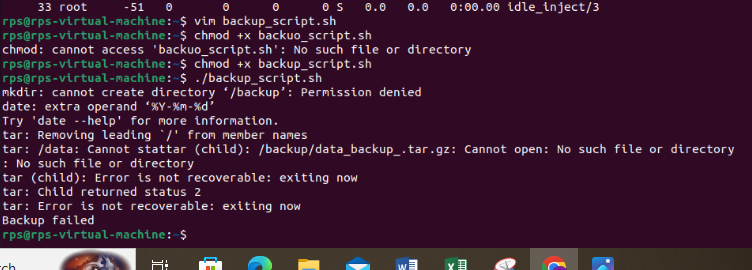 33 root     -51   0       0      0      0 S   0.0   0.0   0:00.00 idle_inject/3
rps@rps-virtual-machine:~$ vim backup_script.sh
rps@rps-virtual-machine:~$ chmod +x backuo_script.sh
chmod: cannot access 'backuo_script.sh': No such file or directory
rps@rps-virtual-machine:~$ chmod +x backup_script.sh
rps@rps-virtual-machine:~$ ./backup_script.sh
mkdir: cannot create directory ‘/backup’: Permission denied
date: extra operand ‘%Y-%m-%d’
Try 'date --help' for more information.
tar: Removing leading `/' from member names
tar: /data: Cannot stattar (child): /backup/data_backup_.tar.gz: Cannot open: No such file or directory
: No such file or directory
tar (child): Error is not recoverable: exiting now
tar: Child returned status 2
tar: Error is not recoverable: exiting now
Backup failed
rps@rps-virtual-machine:~$